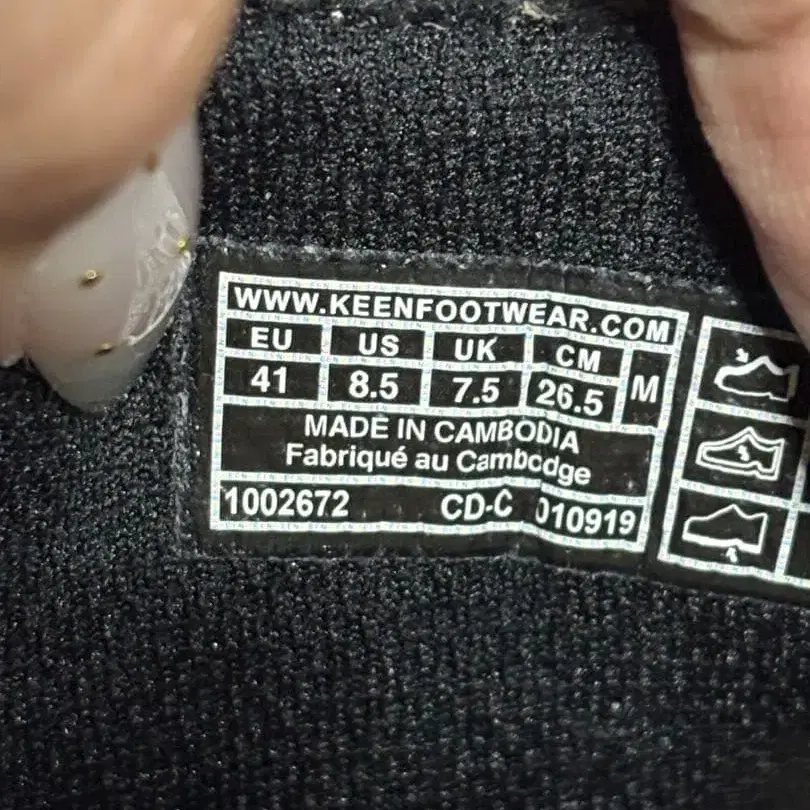 WWW.KEENFOOTWEAR.COM
EU US UK CM M
41 8.5 7.5 26.5
MADE IN CAMBODIA
Fabriqué au Cambodge
1002672 CD-C 010919